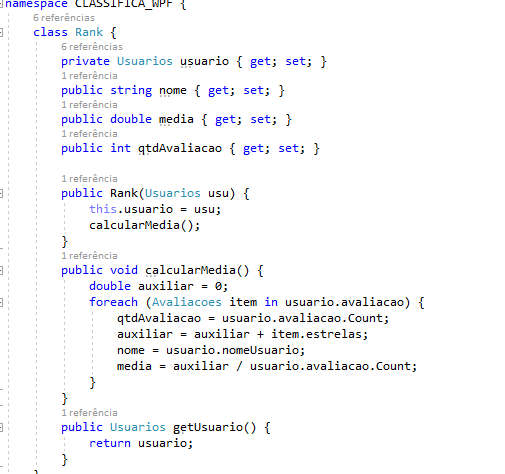 namespace CLASSIFICA_WPF {
6 referências
class Rank {
6 referências
private Usuarios usuario { get; set; }
1 referência
public string nome { get; set; }
1 referência
public double media { get; set; }
1 referência
public int qtdAvaliacao { get; set; }
1 referência
public Rank(Usuarios usu) {
this.usuario = usu;
calcularMedia();
}
1 referência
public void calcularMedia() {
double auxiliar = 0;
foreach (Avaliacoes item in usuario.avaliacao) {
qtdAvaliacao = usuario.avaliacao.Count;
auxiliar = auxiliar + item.estrelas;
nome = usuario.nomeUsuario;
media = auxiliar / usuario.avaliacao.Count;
}
}
1 referência
public Usuarios getUsuario() {
return usuario;
}
}